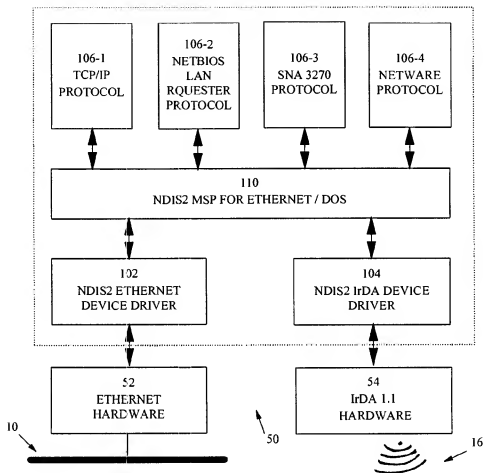 106-1
TCP/IP
PROTOCOL
106-2
NETBIOS
LAN
RQUESTER
PROTOCOL
106-3
SNA 3270
PROTOCOL
106-4
NETWARE
PROTOCOL
110
NDIS2 MSP FOR ETHERNET / DOS
102
NDIS2 ETHERNET
DEVICE DRIVER
104
NDIS2 IrDA DEVICE
DRIVER
52
ETHERNET
HARDWARE
54
IrDA 1.1
HARDWARE
10
50
16